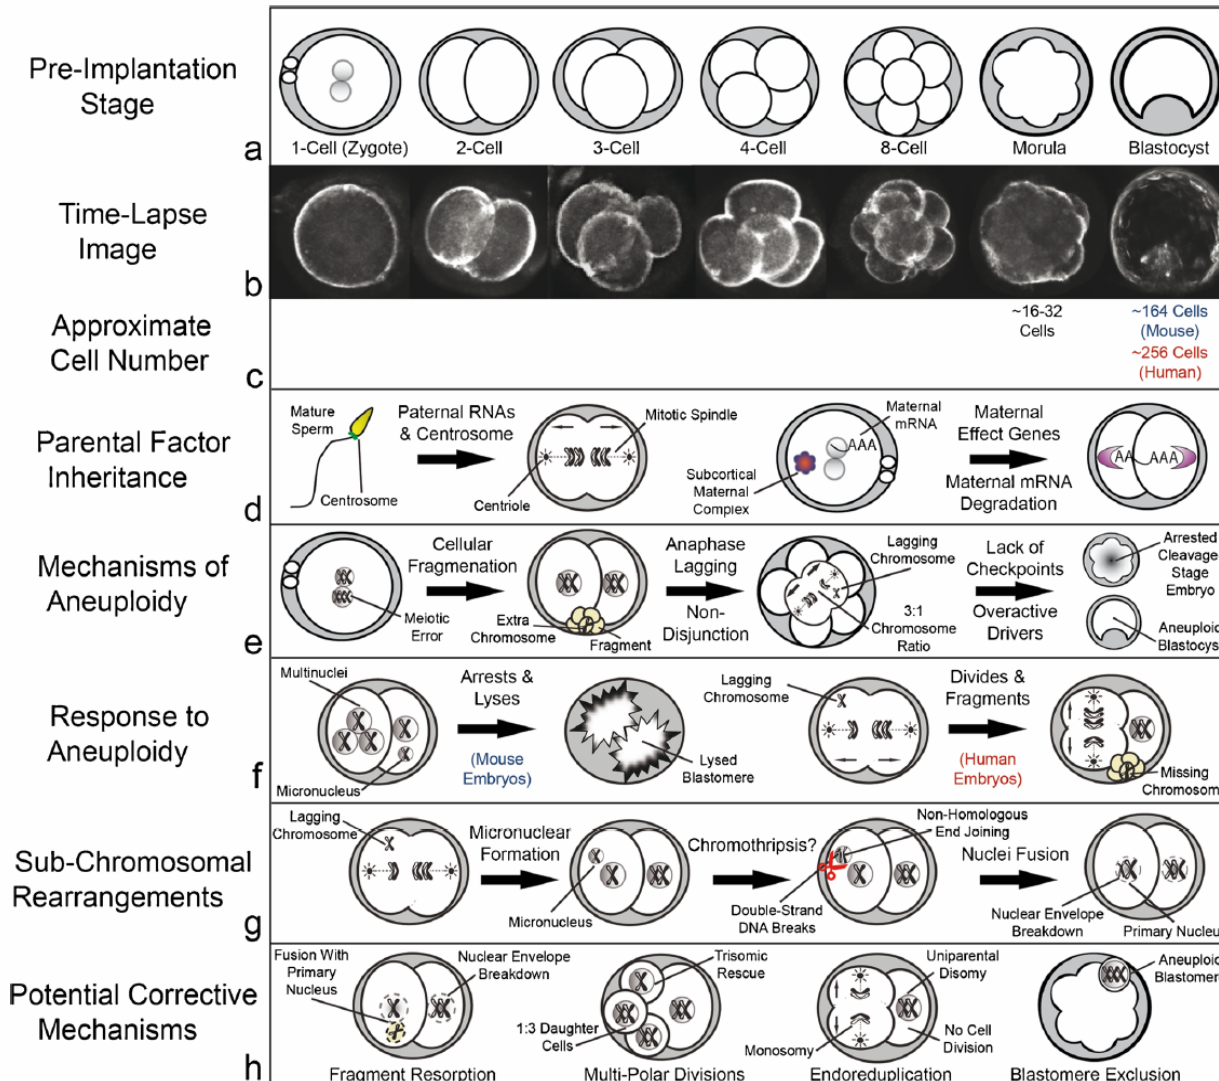 Pre-Implantation
Stage
a
1-Cell (Zygote)
2-Cell
3-Cell
4-Cell
8-Cell
Morula
Blastocyst
Time-Lapse
Image
b
Approximate
Cell Number
c
~16-32
Cells
~164 Cells
(Mouse)
~256 Cells
(Human)
Parental Factor
Inheritance
d
Mature
Sperm
Centrosome
Paternal RNAs
& Centrosome
Mitotic Spindle
Centriole
Subcortical
Maternal
Complex
Maternal
mRNA
AAA
Maternal
Effect Genes
Maternal mRNA
Degradation
AA
AAA
Mechanisms of
Aneuploidy
e
Meiotic
Error
Cellular
Fragmenation
Extra
Chromosome
Fragment
Anaphase
Lagging
Non-
Disjunction
Lagging
Chromosome
3:1
Chromosome
Ratio
Lack of
Checkpoints
Overactive
Drivers
Arrested
Cleavage
Stage
Embryo
Aneuploid
Blastocyst
Response to
Aneuploidy
f
Multinuclei
Micronucleus
Arrests &
Lyses
(Mouse
Embryos)
Lysed
Blastomere
Lagging
Chromosome
Divides &
Fragments
(Human
Embryos)
Missing
Chromosom
Sub-Chromosomal
Rearrangements
g
Lagging
Chromosome
Micronuclear
Formation
Micronucleus
Chromothripsis?
Double-Strand
DNA Breaks
Non-Homologous
End Joining
Nuclei Fusion
Nuclear Envelope
Breakdown
Primary Nucleu
Potential Corrective
Mechanisms
h
Fusion With
Primary
Nucleus
Nuclear Envelope
Breakdown
Fragment Resorption
Trisomic
Rescue
1:3 Daughter
Cells
Multi-Polar Divisions
Uniparental
Disomy
Monosomy
No Cell
Division
Endoreduplication
Aneuploid
Blastomer
Blastomere Exclusion